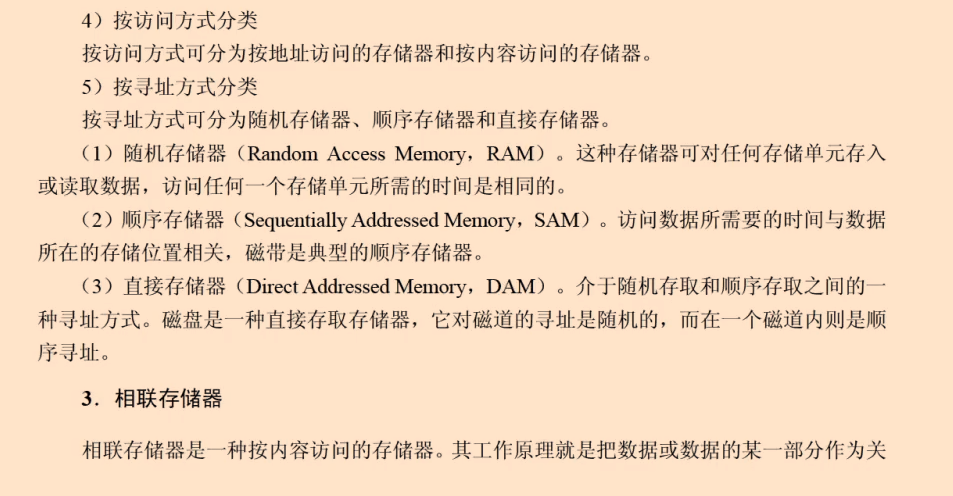 4）按访问方式分类
按访问方式可分为按地址访问的存储器和按内容访问的存储器。
5）按寻址方式分类
按寻址方式可分为随机存储器、顺序存储器和直接存储器。
（1）随机存储器（Random Access Memory，RAM）。这种存储器可对任何存储单元存入
或读取数据，访问任何一个存储单元所需的时间是相同的。
（2）顺序存储器（Sequentially Addressed Memory，SAM）。访问数据所需要的时间与数据
所在的存储位置相关，磁带是典型的顺序存储器。
（3）直接存储器（Direct Addressed Memory，DAM）。介于随机存取和顺序存取之间的一
种寻址方式。磁盘是一种直接存取存储器，它对磁道的寻址是随机的，而在一个磁道内则是顺
序寻址。
3．相联存储器
相联存储器是一种按内容访问的存储器。其工作原理就是把数据或数据的某一部分作为关